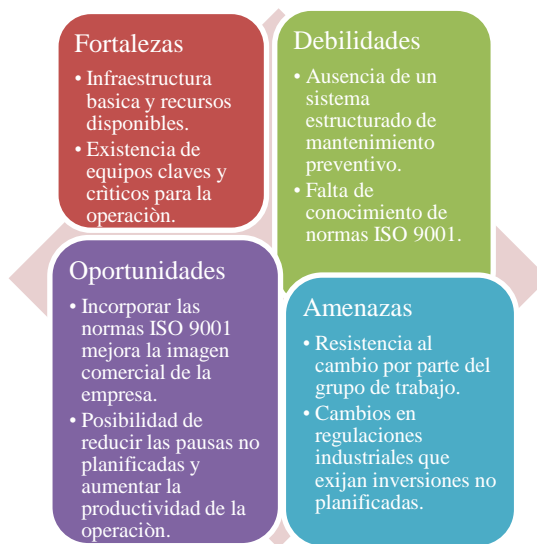 Fortalezas
• Infraestructura
basica y recursos
disponibles.
• Existencia de
equipos claves y
crìticos para la
operaciòn.
Debilidades
• Ausencia de un
sistema
estructurado de
mantenimiento
preventivo.
• Falta de
conocimiento de
normas ISO 9001.
Oportunidades
• Incorporar las
normas ISO 9001
mejora la imagen
comercial de la
empresa.
• Posibilidad de
reducir las pausas no
planificadas y
aumentar la
productividad de la
operaciòn.
Amenazas
• Resistencia al
cambio por parte del
grupo de trabajo.
• Cambios en
regulaciones
industriales que
exijan inversiones no
planificadas.